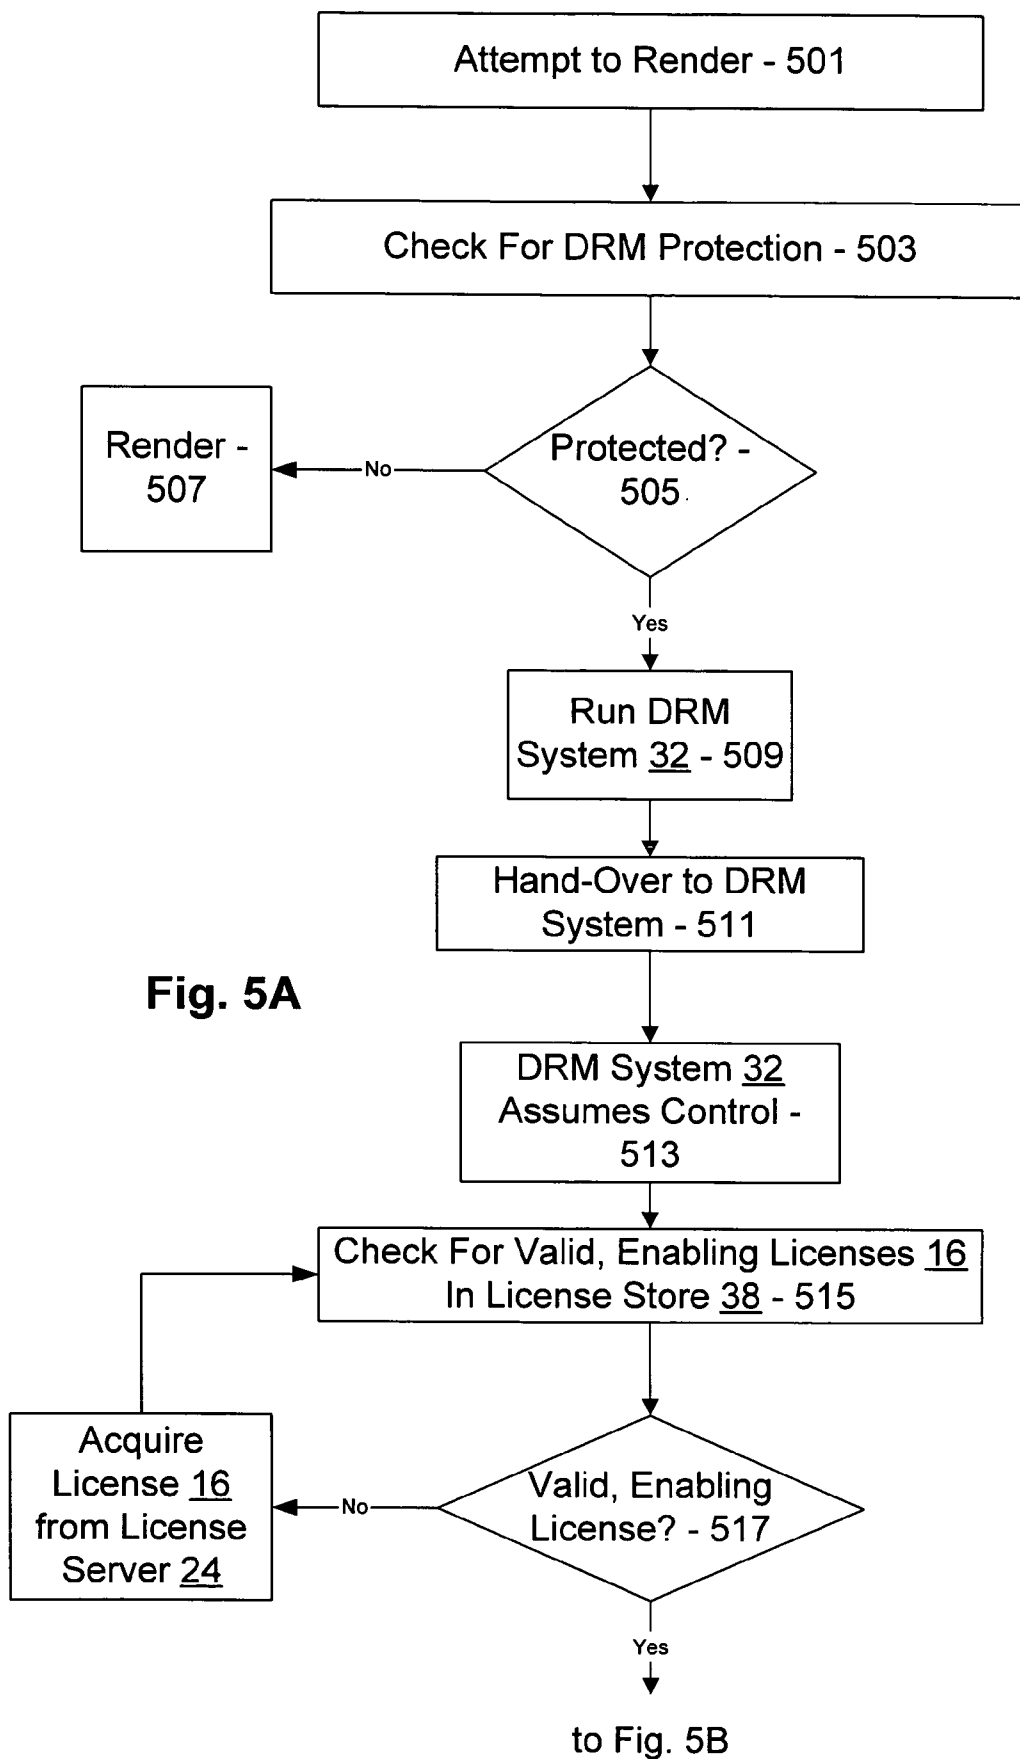 Attempt to Render - 501
Check For DRM Protection - 503
Protected? -
505
Render -
507
No
Yes
Run DRM
System 32 - 509
Hand-Over to DRM
System - 511
Fig. 5A
DRM System 32
Assumes Control -
513
Check For Valid, Enabling Licenses 16
In License Store 38 - 515
Valid, Enabling
License? - 517
No
Acquire
License 16
from License
Server 24
Yes
to Fig. 5B